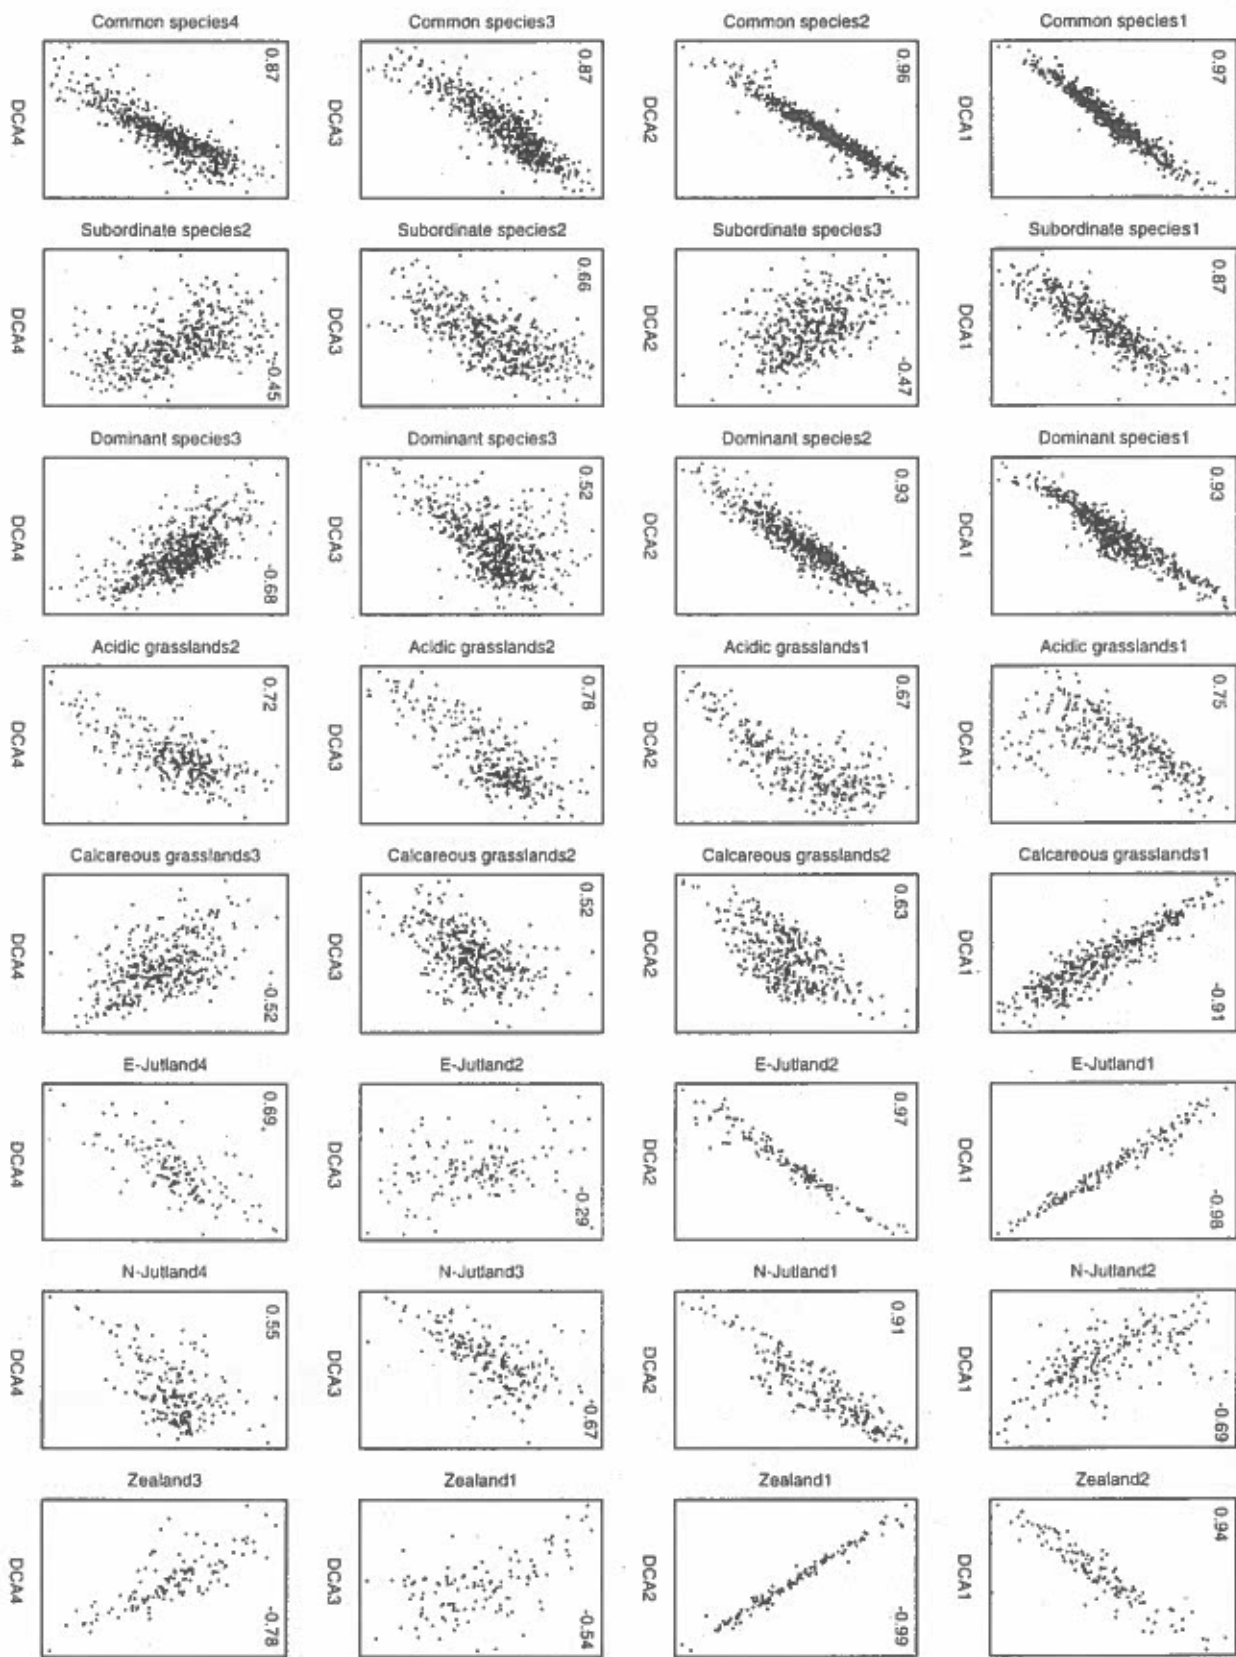 Common species4
Common species3
Common species2
Common species1
0.87
0.87
0.96
0.97
DCA4
DCA3
DCA2
DCA1
Subordinate species2
Subordinate species2
Subordinate species3
Subordinate species1
-0.45
0.66
-0.47
0.87
DCA4
DCA3
DCA2
DCA1
Dominant species3
Dominant species3
Dominant species2
Dominant species1
-0.68
0.52
0.93
0.93
DCA4
DCA3
DCA2
DCA1
Acidic grasslands2
Acidic grasslands2
Acidic grasslands1
Acidic grasslands1
0.72
0.78
0.67
0.75
DCA4
DCA3
DCA2
DCA1
Calcareous grasslands3
Calcareous grasslands2
Calcareous grasslands2
Calcareous grasslands1
-0.52
0.52
0.63
-0.91
DCA4
DCA3
DCA2
DCA1
E-Jutland4
E-Jutland2
E-Jutland2
E-Jutland1
0.69
-0.29
0.97
-0.98
DCA4
DCA3
DCA2
DCA1
N-Jutland4
N-Jutland3
N-Jutland1
N-Jutland2
0.55
-0.67
0.91
-0.69
DCA4
DCA3
DCA2
DCA1
Zealand3
Zealand1
Zealand1
Zealand2
-0.78
-0.54
-0.99
0.94
DCA4
DCA3
DCA2
DCA1